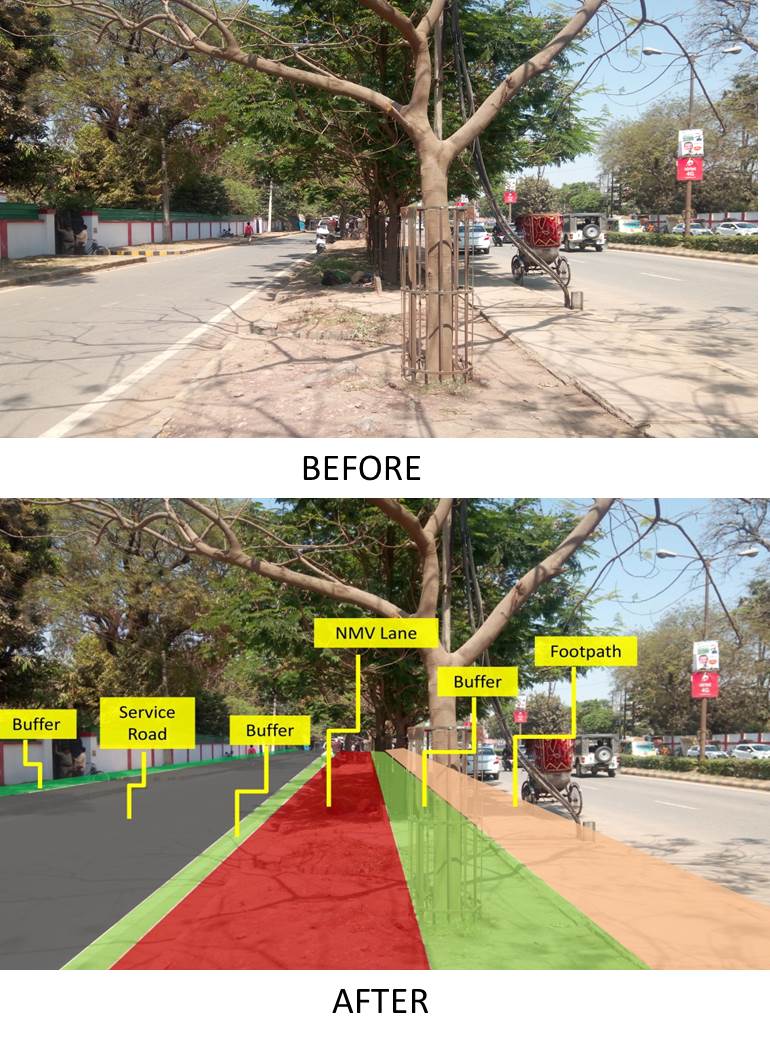 BEFORE
NMV Lane
Footpath
Buffer
Buffer
Service
Road
Buffer
AFTER